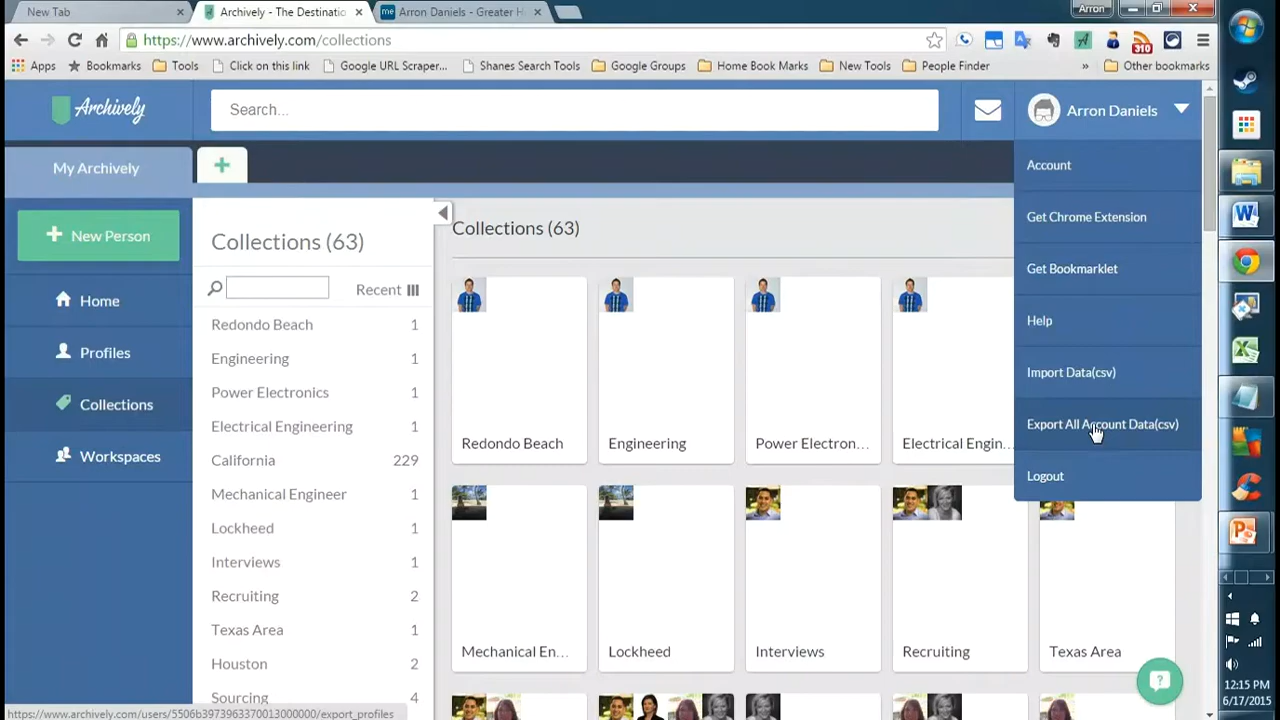 New Tab
Archively - The Destinatio
Arron Daniels - Greater H
Arron
https://www.archively.com/collections
310
Apps
Bookmarks
Tools
Click on this link
Google URL Scraper...
Shanes Search Tools
Google Groups
Home Book Marks
New Tools
People Finder
»
Other bookmarks
Archively
Search...
Arron Daniels
My Archively
+
Account
Get Chrome Extension
Get Bookmarklet
Help
Import Data(csv)
Export All Account Data(csv)
Logout
New Person
Home
Profiles
Collections
Workspaces
Collections (63)
Recent
Redondo Beach 1
Engineering 1
Power Electronics 1
Electrical Engineering 1
California 229
Mechanical Engineer 1
Lockheed 1
Interviews 1
Recruiting 2
Texas Area 1
Houston 2
Sourcing 4
Collections (63)
Redondo Beach
Engineering
Power Electron...
Electrical Engin...
Mechanical En...
Lockheed
Interviews
Recruiting
Texas Area
https://www.archively.com/users/5506b3973963370013000000/export_profiles
12:15 PM
6/17/2015